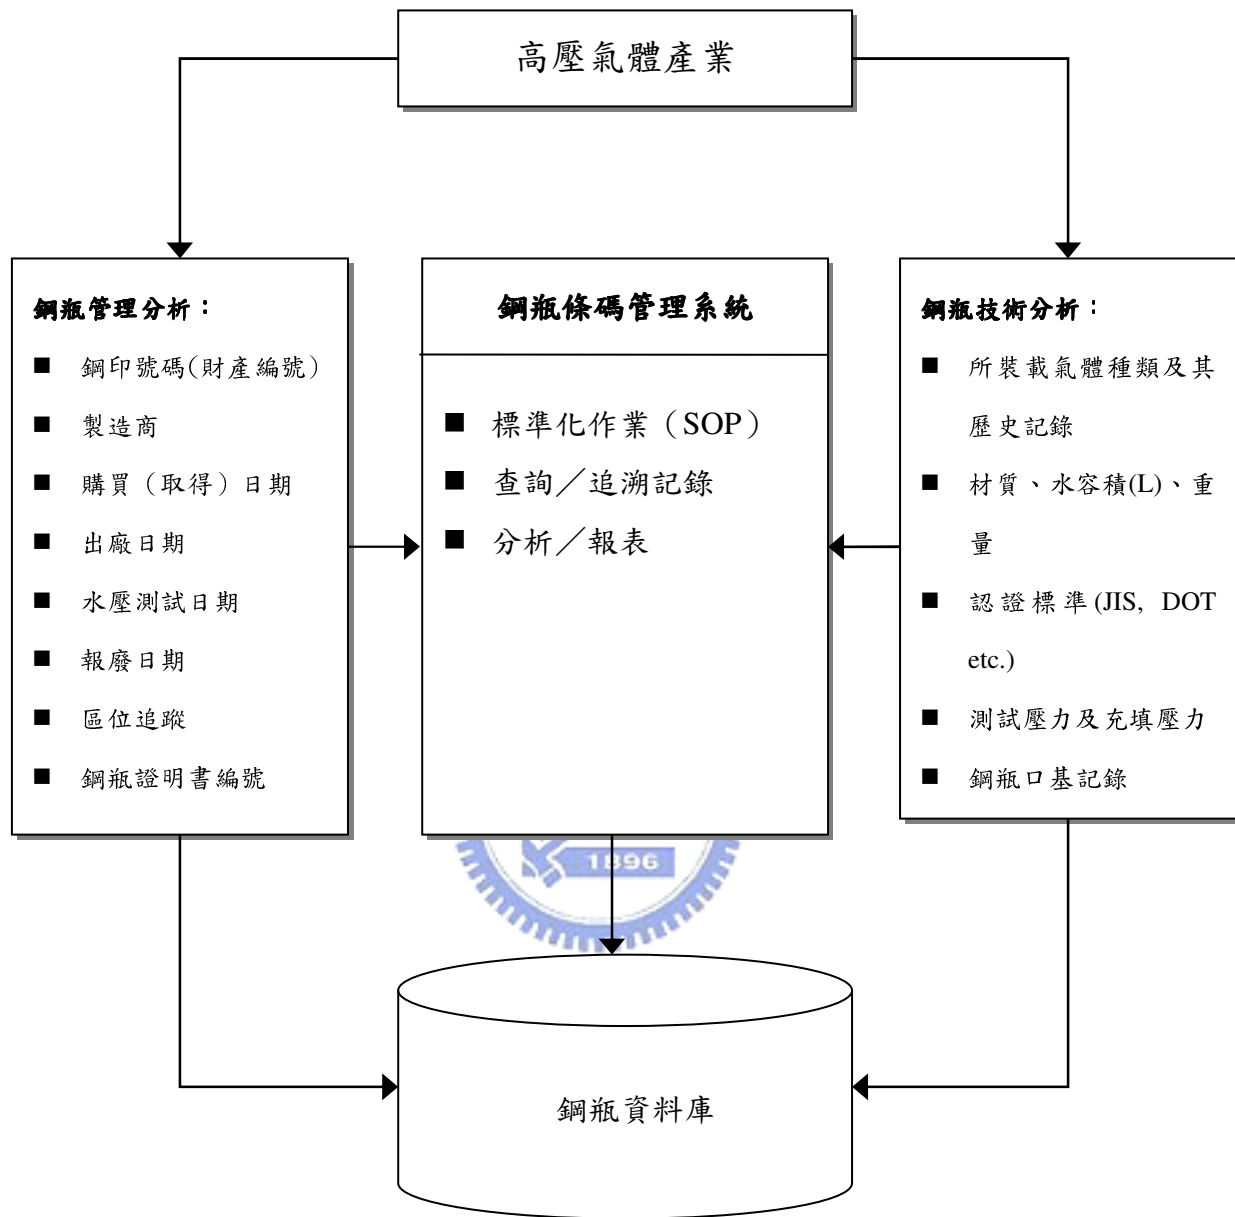 高壓氣體產業
鋼瓶管理分析：
■ 鋼印號碼(財產編號)
■ 製造商
■ 購買（取得）日期
■ 出廠日期
■ 水壓測試日期
■ 報廢日期
■ 區位追蹤
■ 鋼瓶證明書編號
鋼瓶條碼管理系統
■ 標準化作業（SOP）
■ 查詢／追溯記錄
■ 分析／報表
鋼瓶技術分析：
■ 所裝載氣體種類及其
歷史記錄
■ 材質、水容積(L)、重
量
■ 認證標準(JIS, DOT
etc.)
■ 測試壓力及充填壓力
■ 鋼瓶口基記錄
1896
鋼瓶資料庫